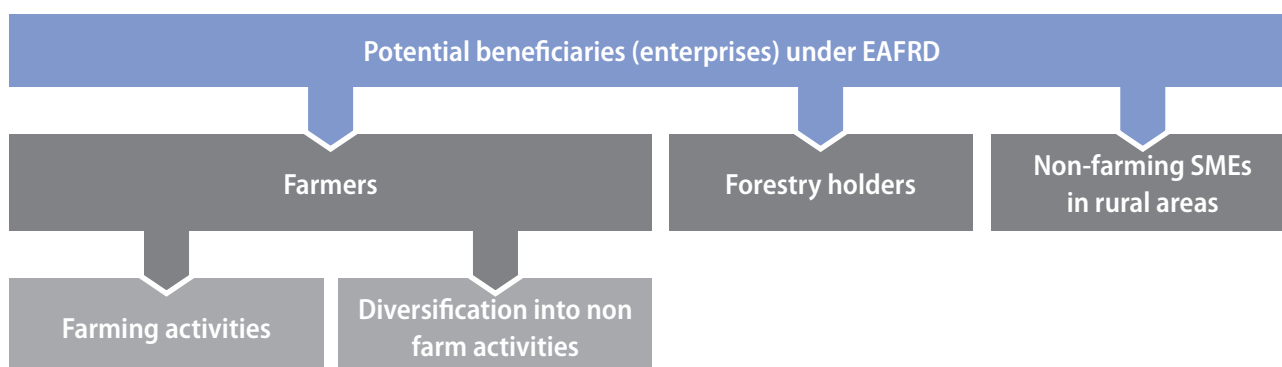 Potential beneficiaries (enterprises) under EAFRD
Farmers
Forestry holders
Non-farming SMEs
in rural areas
Farming activities
Diversification into non
farm activities